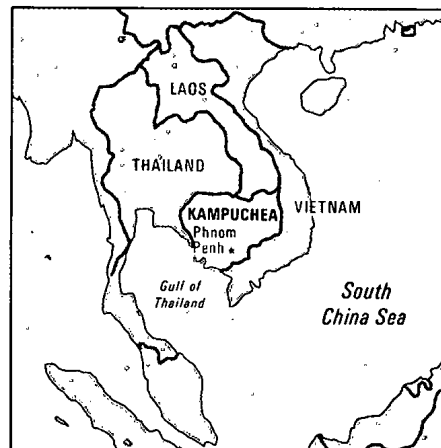 LAOS
THAILAND
KAMPUCHEA
VIETNAM
Phnom
Penh
Gulf of
Thailand
South
China Sea